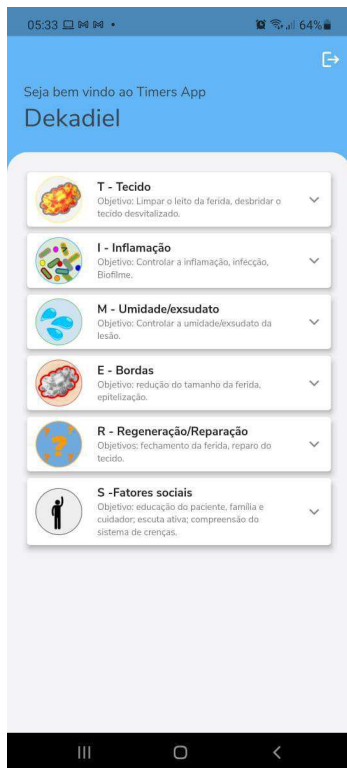 05:33
64%
Seja bem vindo ao Timers App
Dekadiel
T - Tecido
Objetivo: Limpar o leito da ferida, desbridar o
tecido desvitalizado.
I - Inflamação
Objetivo: Controlar a inflamação, infecção,
Biofilme.
M - Umidade/exsudato
Objetivo: Controlar a umidade/exsudato da
lesão.
E - Bordas
Objetivo: redução do tamanho da ferida,
epitelização.
?
R - Regeneração/Reparação
Objetivos: fechamento da ferida, reparo do
tecido.
S -Fatores sociais
Objetivo: educação do paciente, família e
cuidador; escuta ativa; compreensão do
sistema de crenças.